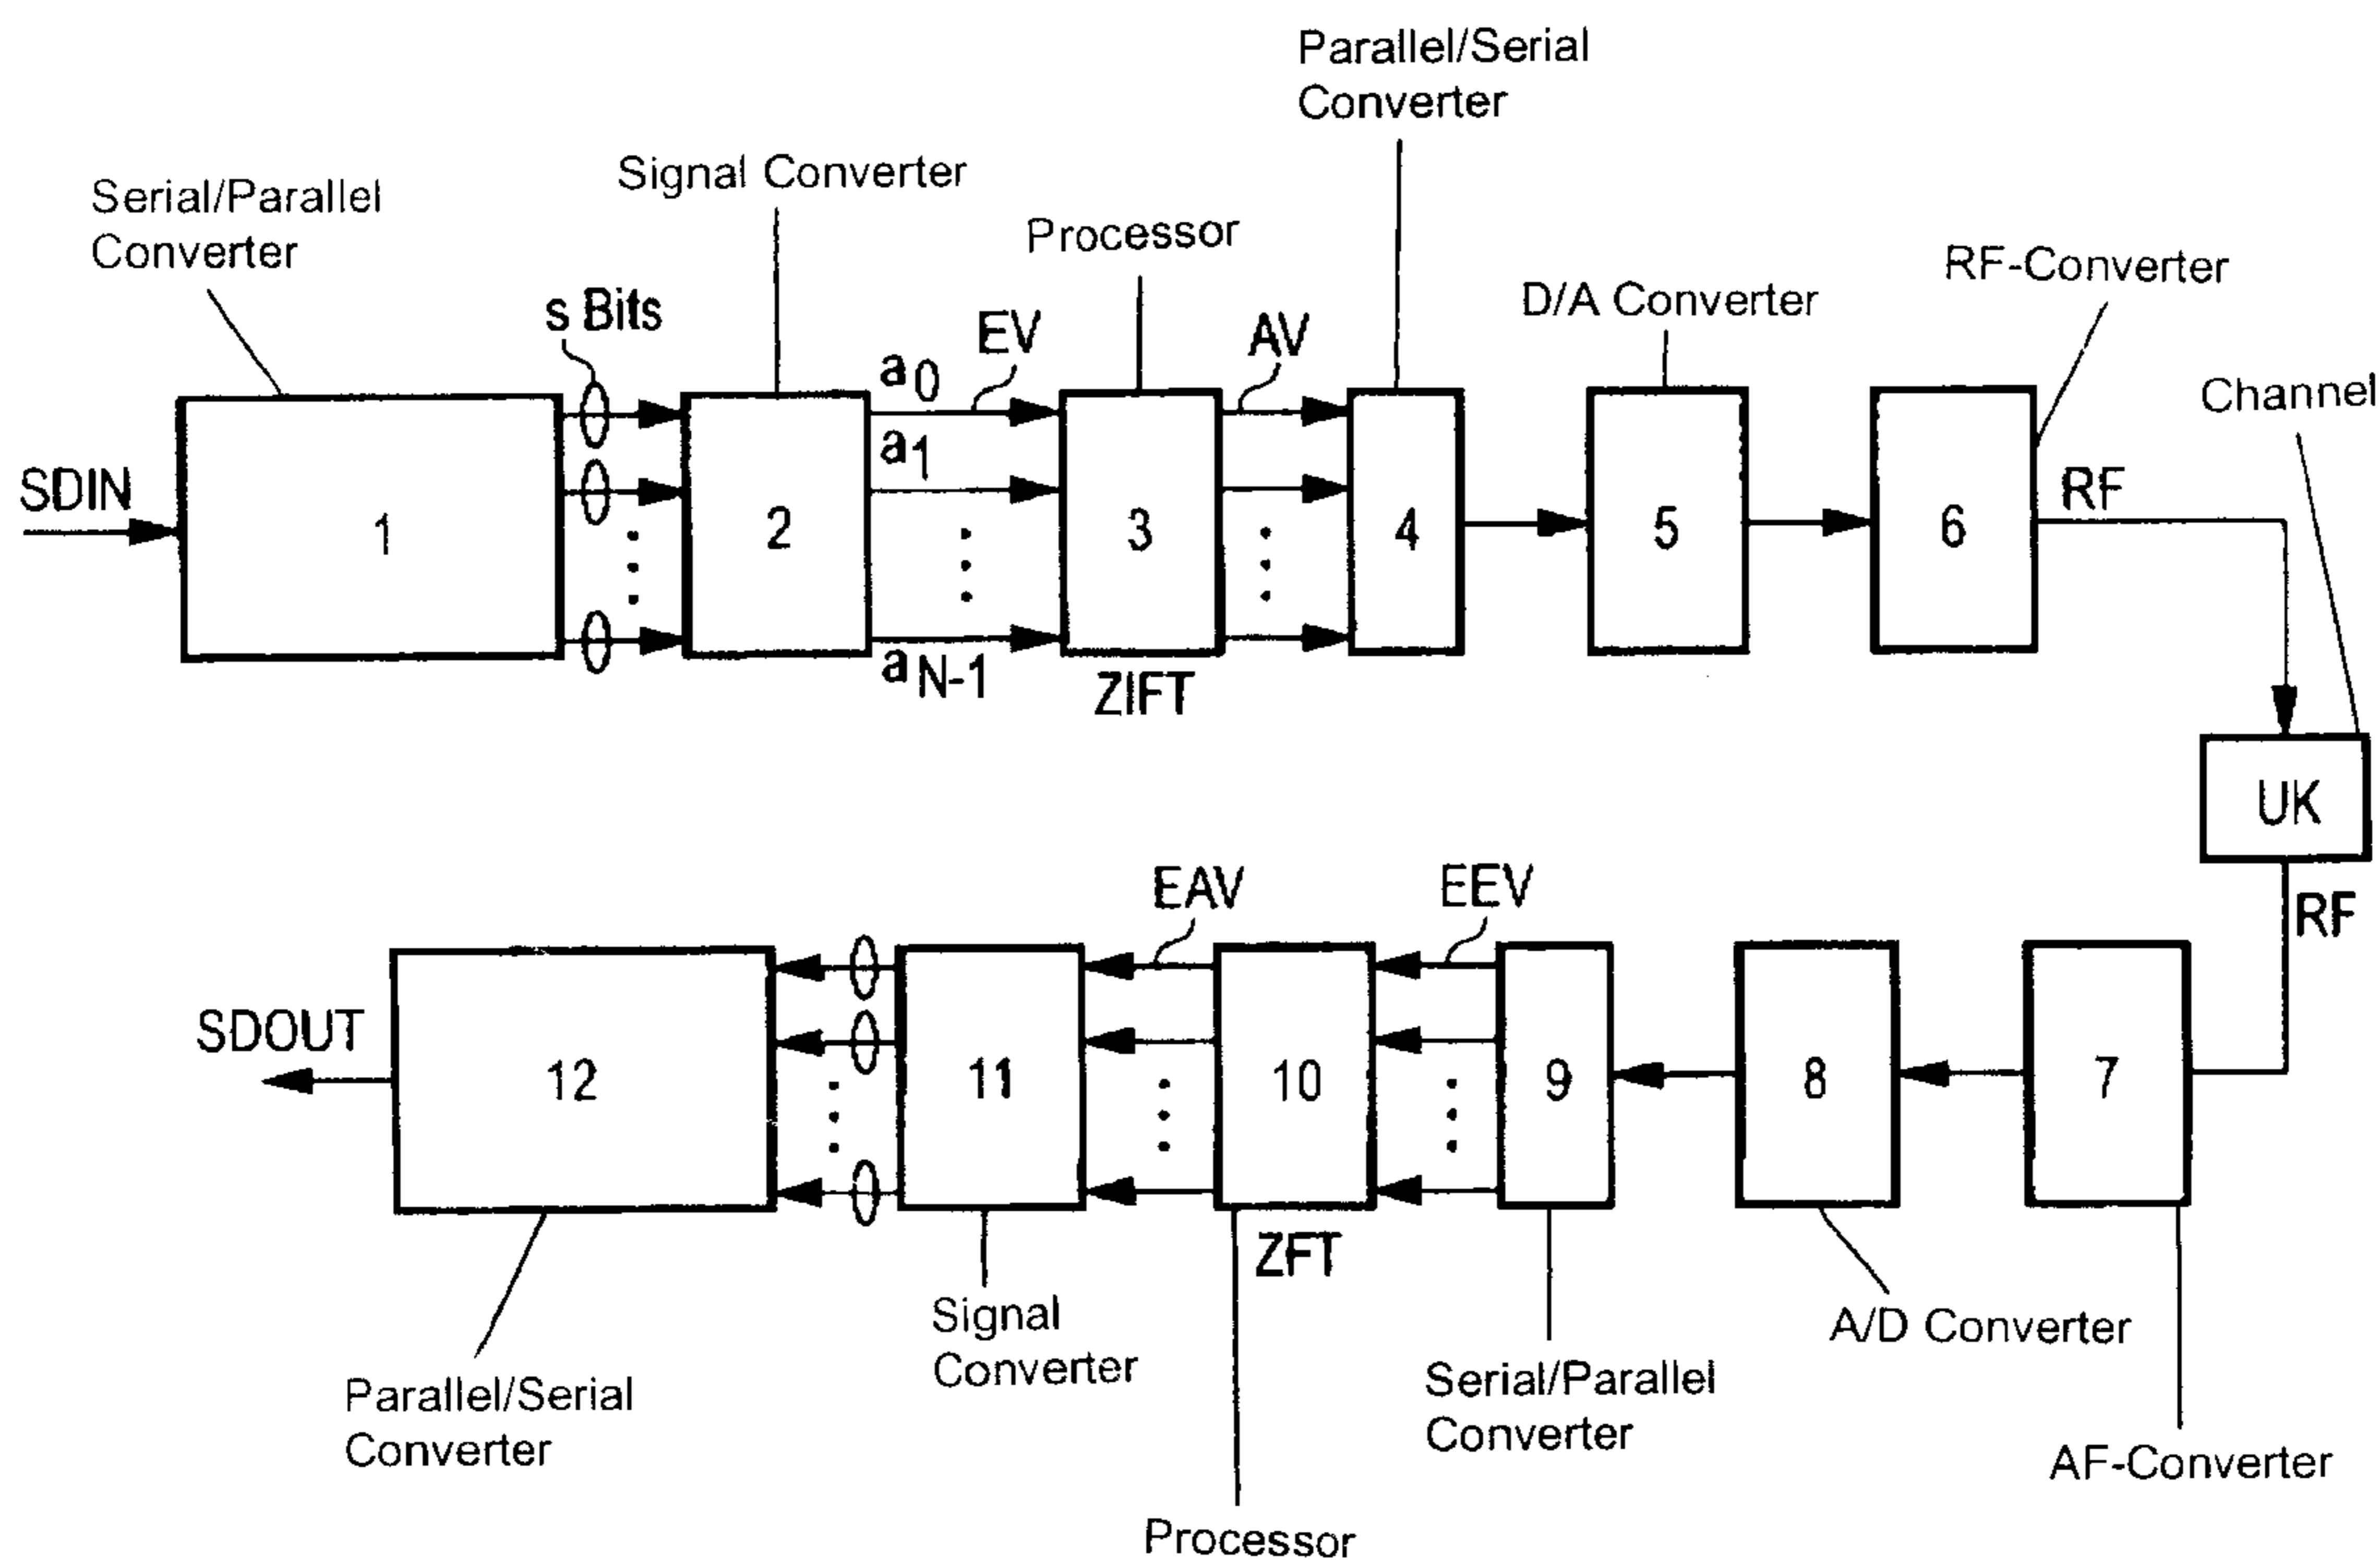 Parallel/Serial
Converter
Signal Converter
Serial/Parallel
Converter
Processor
RF-Converter
D/A Converter
s Bits
EV
AV
Channel
a0
a1
SDIN
1
2
3
4
5
6
RF
aN-1
ZIFT
UK
EAV
EEV
RF
SDOUT
12
11
10
9
8
7
ZFT
Signal
Converter
A/D Converter
Serial/Parallel
Converter
Parallel/Serial
Converter
AF-Converter
Processor